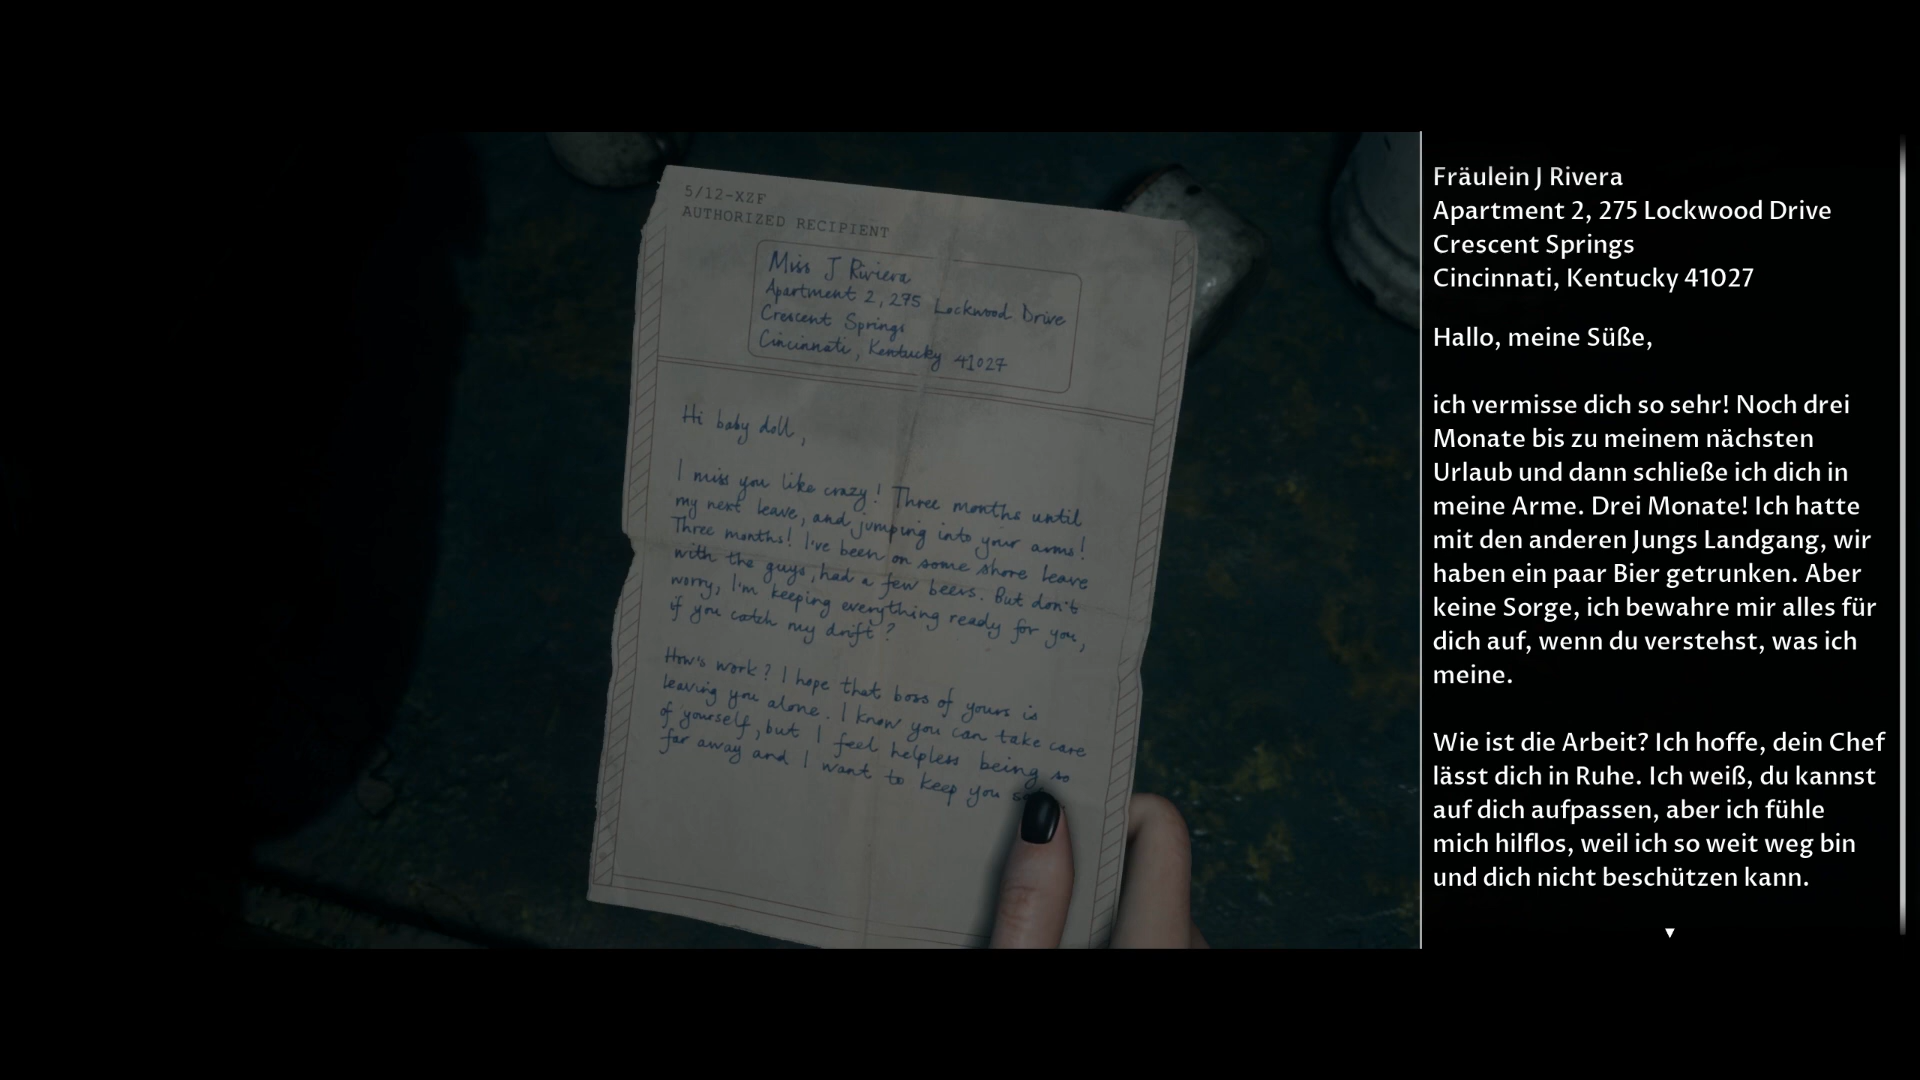 5/12-XZF
AUTHORIZED RECIPIENT
Miss J Riviera
Apartment 2, 275 Lockwood Drive
Crescent Springs
Cincinnati, Kentucky 41027
Hi baby doll,
I miss you like crazy! Three months until
my next leave, and jumping into your arms!
Three months! I've been on some shore leave
with the guys, had a few beers. But don't
worry, I'm keeping everything ready for you,
if you catch my drift?
How's work? I hope that boss of yours is
leaving you alone. I know you can take care
of yourself, but I feel helpless being so
far away and I want to keep you
Fräulein J Rivera
Apartment 2, 275 Lockwood Drive
Crescent Springs
Cincinnati, Kentucky 41027
Hallo, meine Süße,
ich vermisse dich so sehr! Noch drei
Monate bis zu meinem nächsten
Urlaub und dann schließe ich dich in
meine Arme. Drei Monate! Ich hatte
mit den anderen Jungs Landgang, wir
haben ein paar Bier getrunken. Aber
keine Sorge, ich bewahre mir alles für
dich auf, wenn du verstehst, was ich
meine.
Wie ist die Arbeit? Ich hoffe, dein Chef
lässt dich in Ruhe. Ich weiß, du kannst
auf dich aufpassen, aber ich fühle
mich hilflos, weil ich so weit weg bin
und dich nicht beschützen kann.